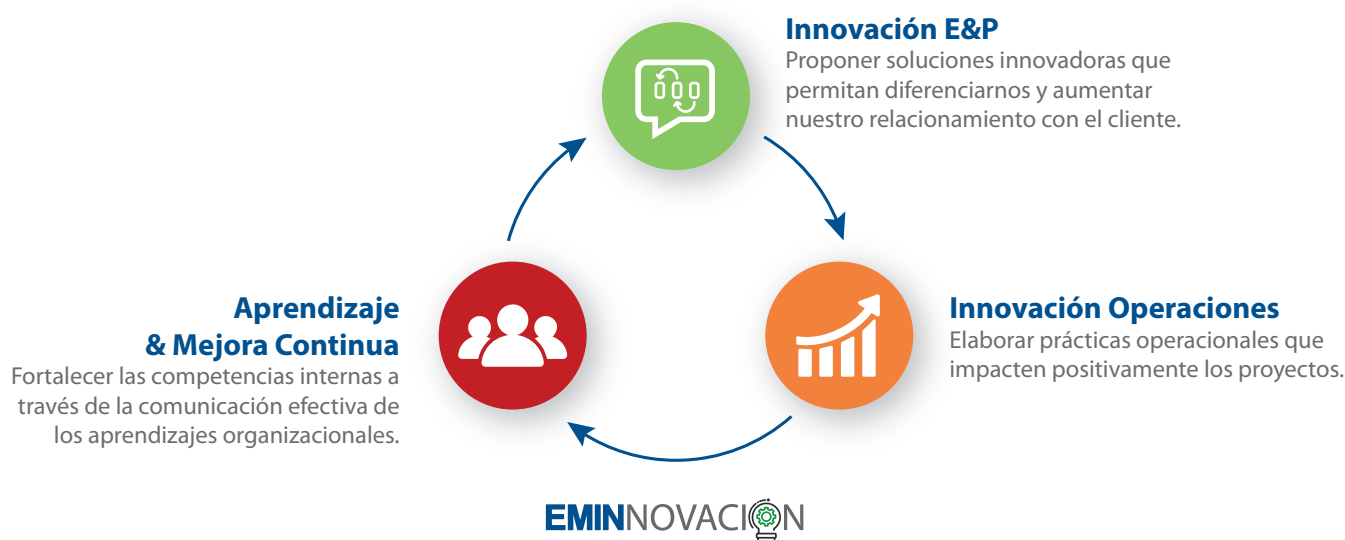 Innovación E&P
Proponer soluciones innovadoras que
permitan diferenciarnos y aumentar
nuestro relacionamiento con el cliente.
Innovación Operaciones
Elaborar prácticas operacionales que
impacten positivamente los proyectos.
Aprendizaje
& Mejora Continua
Fortalecer las competencias internas a
través de la comunicación efectiva de
los aprendizajes organizacionales.
EMINNOVACIÓN